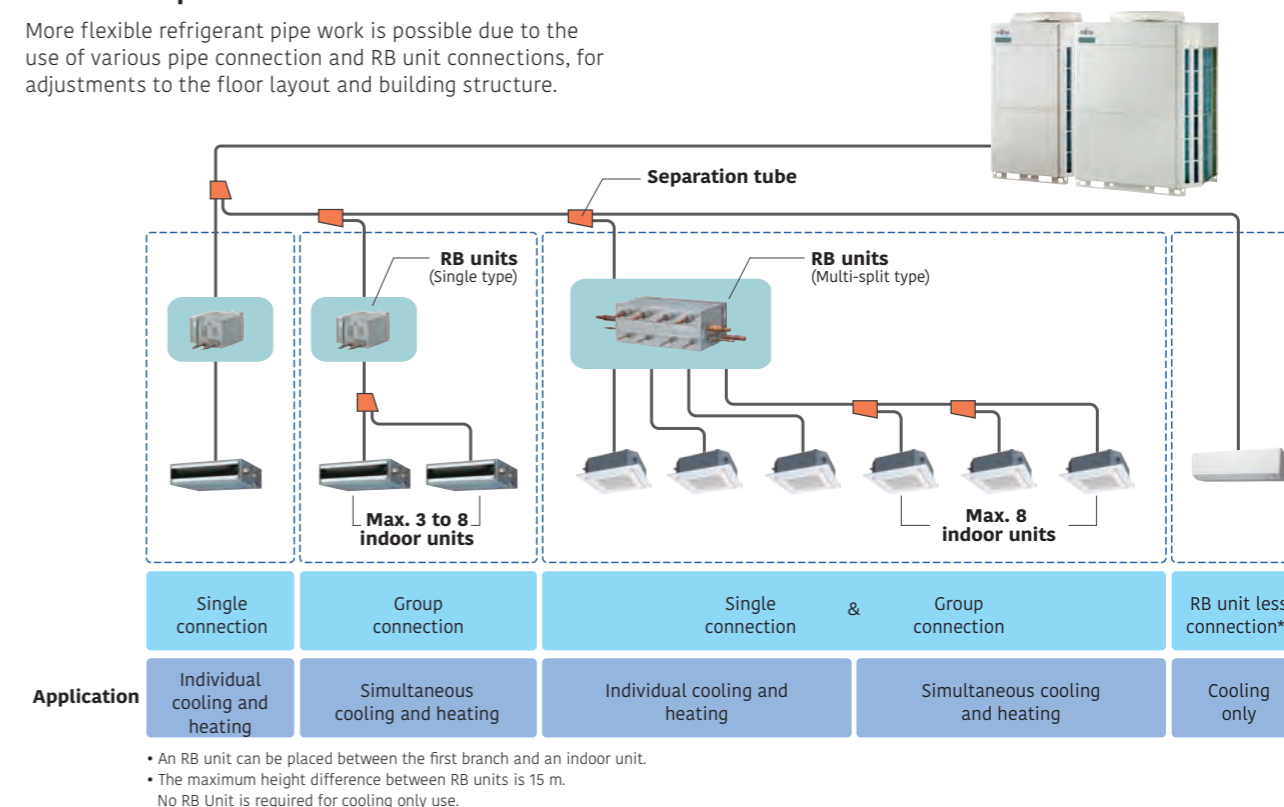 More flexible refrigerant pipe work is possible due to the
use of various pipe connection and RB unit connections, for
adjustments to the floor layout and building structure.
Separation tube
RB units
(Single type)
RB units
(Multi-split type)
Max. 3 to 8
indoor units
Max. 8
indoor units
Single
connection
Group
connection
Single
connection
&
Group
connection
RB unit less
connection*
Application
Individual
cooling and
heating
Simultaneous
cooling and heating
Individual cooling and
heating
Simultaneous cooling
and heating
Cooling
only
• An RB unit can be placed between the first branch and an indoor unit.
• The maximum height difference between RB units is 15 m.
No RB Unit is required for cooling only use.